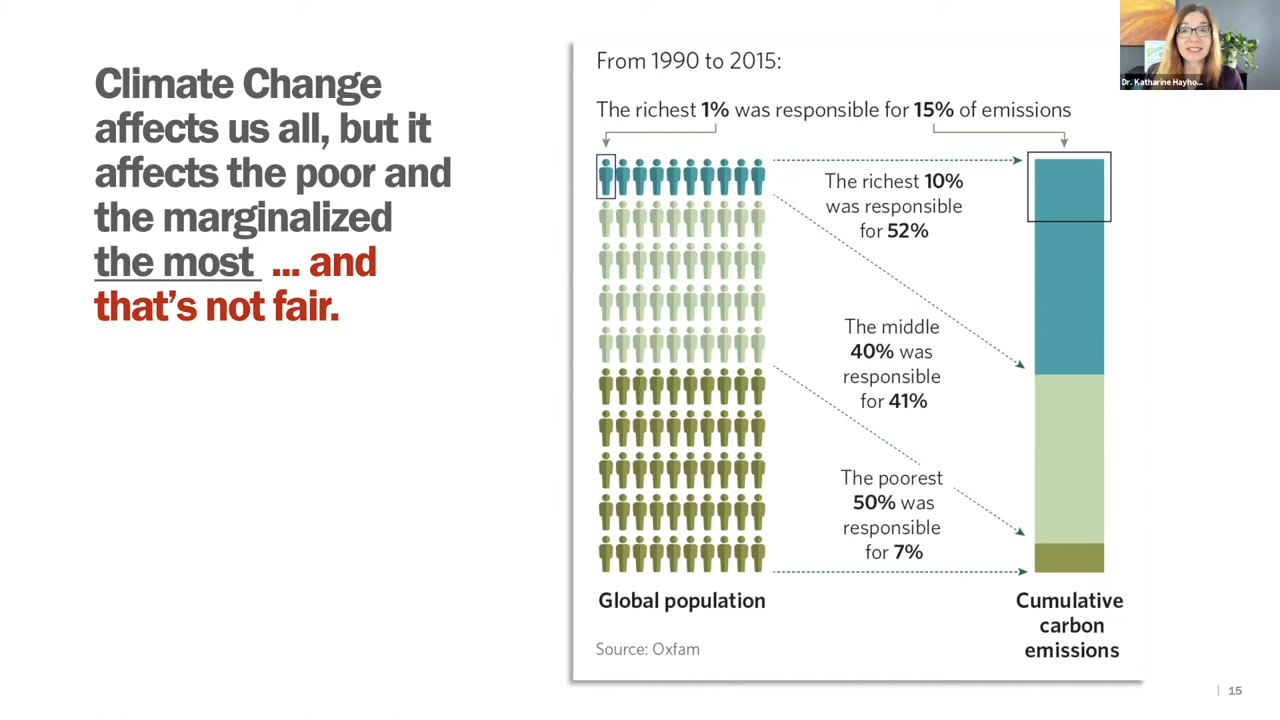 Climate Change
affects us all, but it
affects the poor and
the marginalized
the most ... and
that's not fair.
From 1990 to 2015:
The richest 1% was responsible for 15% of emissions
The richest 10%
was responsible
for 52%
The middle
40% was
responsible
for 41%
The poorest
50% was
responsible
for 7%
Global population
Cumulative
carbon
emissions
Source: Oxfam
Dr. Katharine Hayho...
15